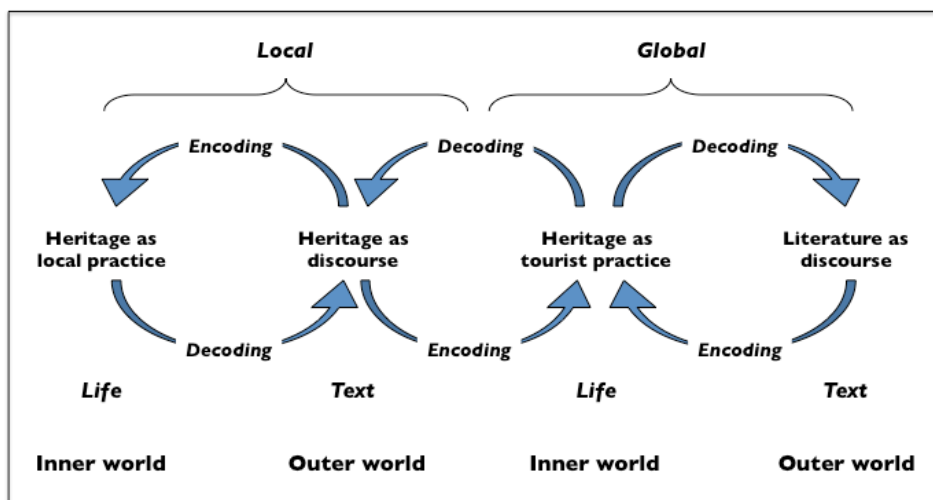 Local Global
Encoding Decoding Decoding
Heritage as Heritage as Heritage as Literature as
local practice discourse tourist practice discourse
Decoding Encoding Encoding
Life Text Life Text
Inner world Outer world Inner world Outer world